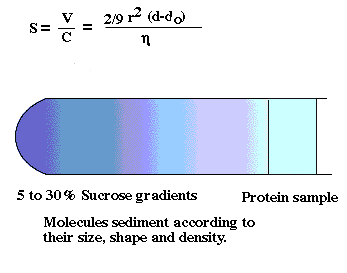 S = V/C = 2/9 r² (d-do)/η
5 to 30% Sucrose gradients
Protein sample
Molecules sediment according to
their size, shape and density.